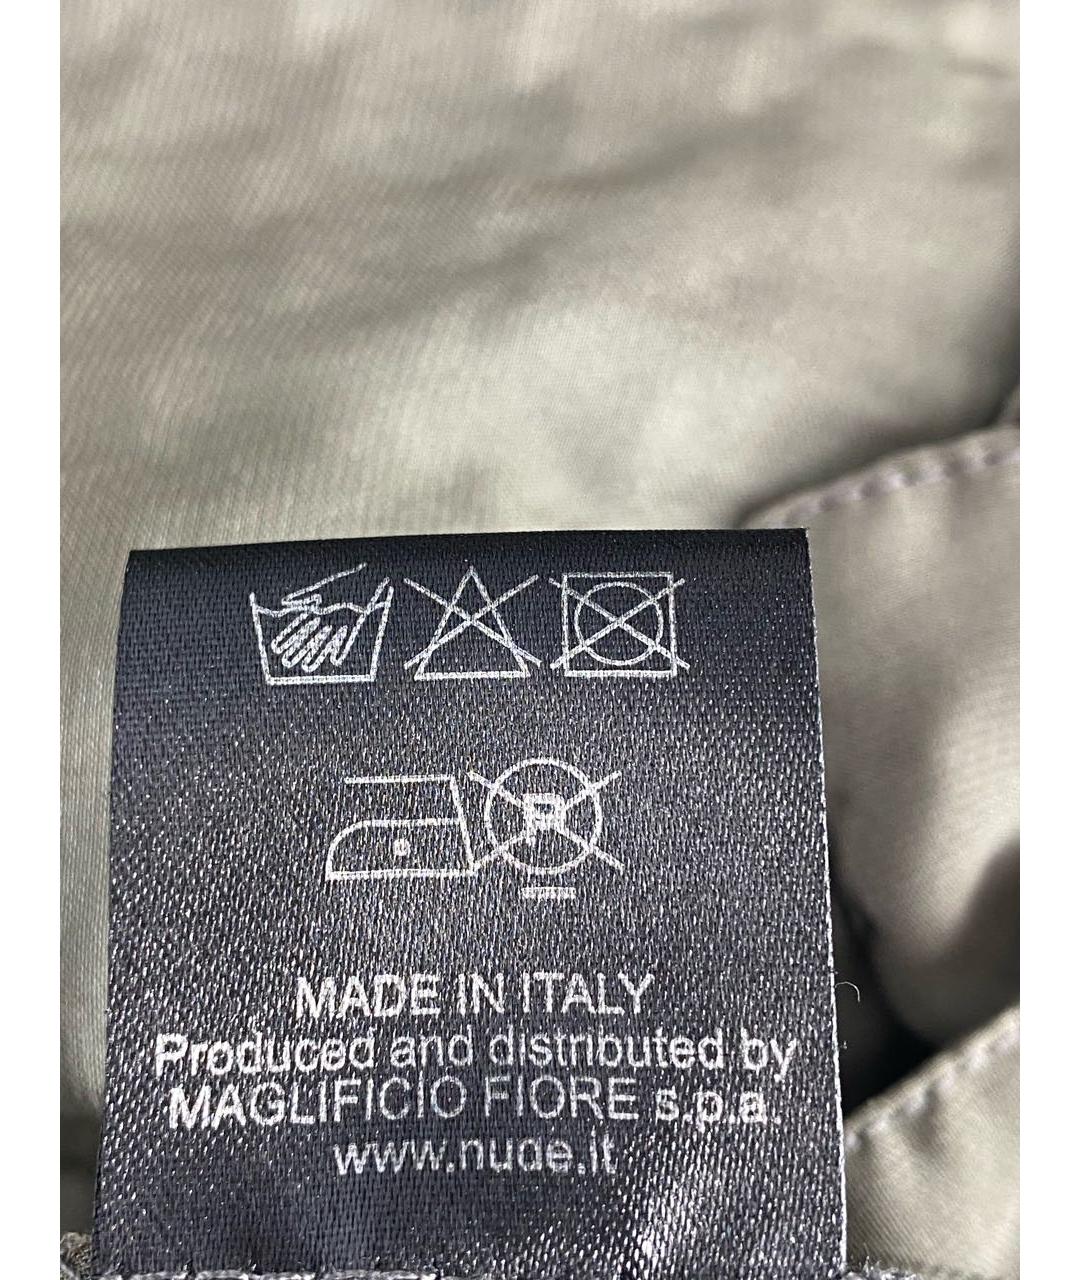 P
MADE IN ITALY
Produced and distributed by
MAGLIFICIO FIORE s.p.a.
www.nude.it